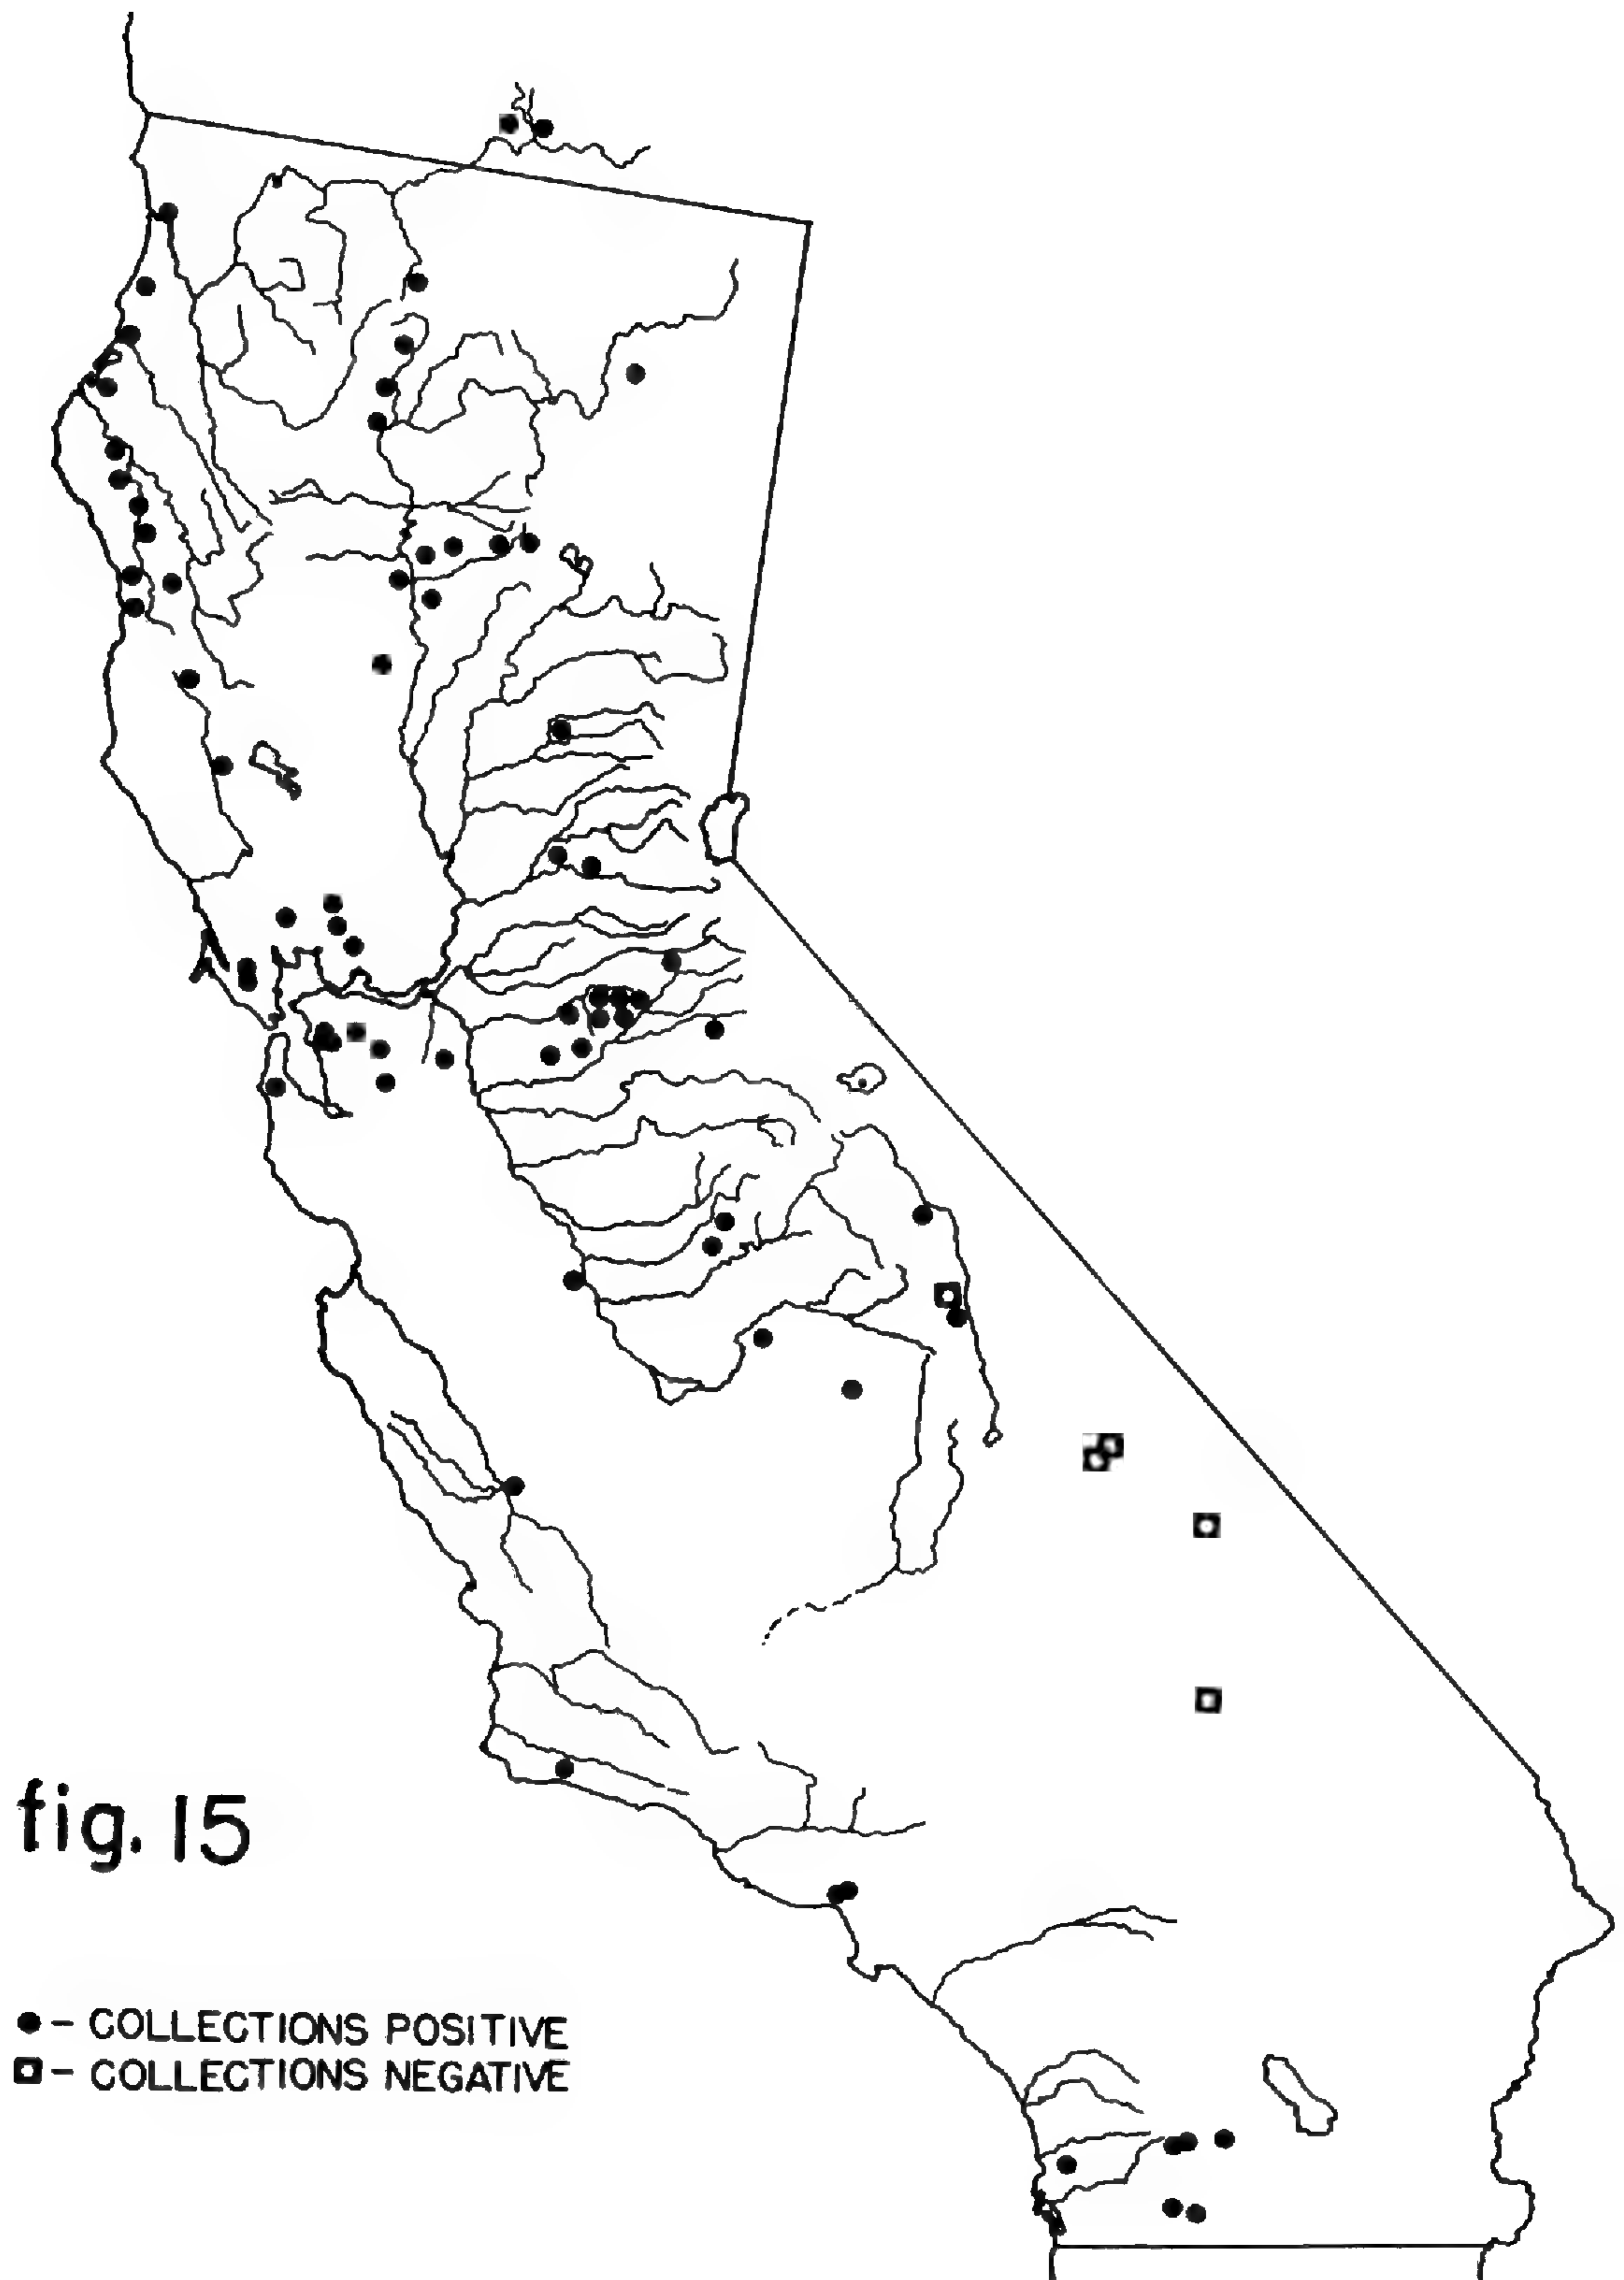 fig. 15
● – COLLECTIONS POSITIVE
◘ – COLLECTIONS NEGATIVE